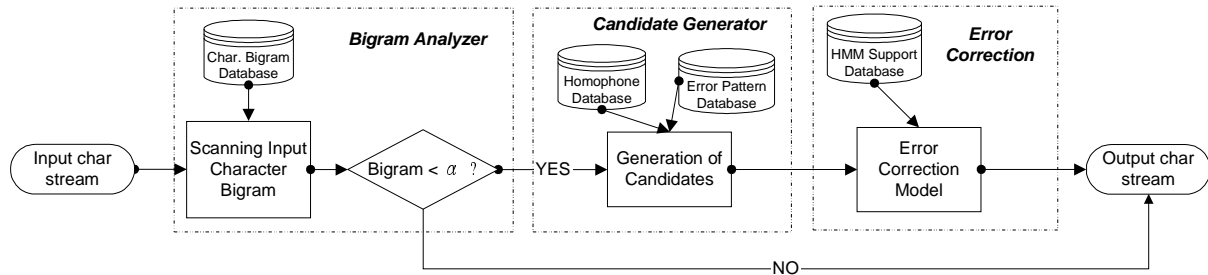 Bigram Analyzer
Char. Bigram
Database
Candidate Generator
Homophone
Database
Error Pattern
Database
Error
Correction
HMM Support
Database
Input char
stream
Scanning Input
Character
Bigram
Bigram < α ?
YES
Generation of
Candidates
Error
Correction
Model
Output char
stream
NO